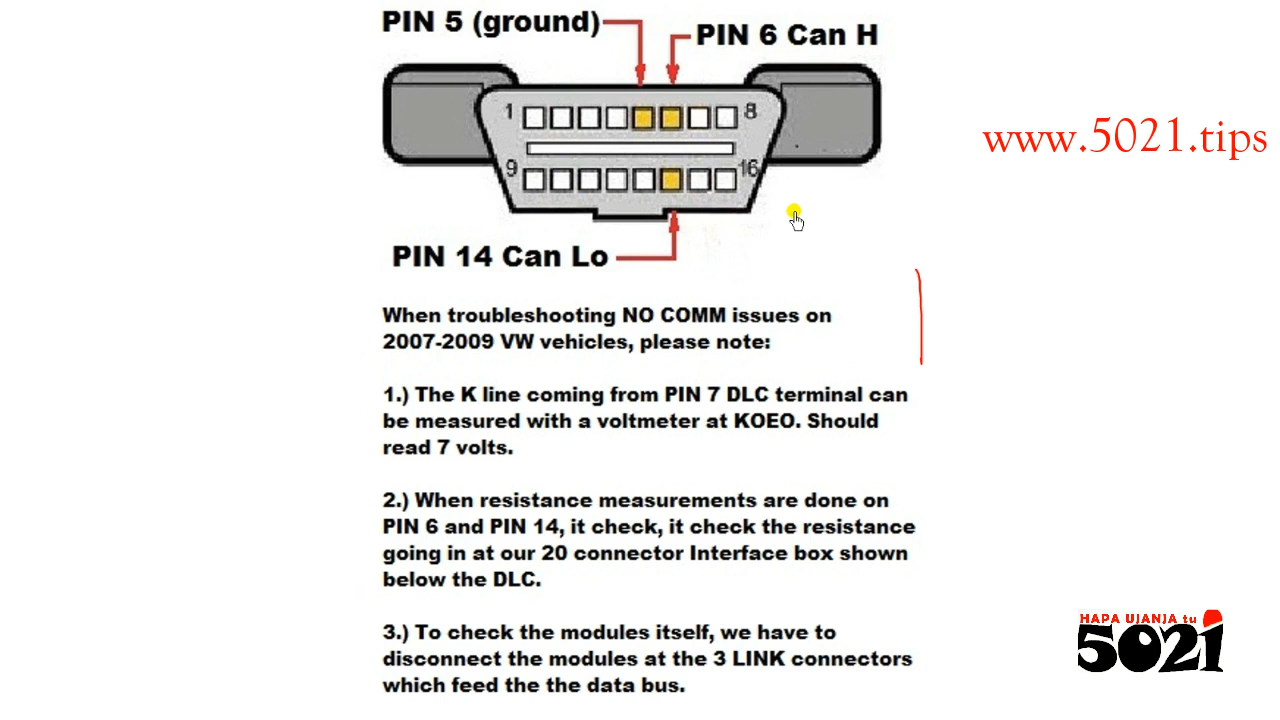 PIN 5 (ground)
PIN 6 Can H
1
8
www.5021.tips
9
16
PIN 14 Can Lo
When troubleshooting NO COMM issues on
2007-2009 VW vehicles, please note:
1.) The K line coming from PIN 7 DLC terminal can
be measured with a voltmeter at KOEO. Should
read 7 volts.
2.) When resistance measurements are done on
PIN 6 and PIN 14, it check, it check the resistance
going in at our 20 connector Interface box shown
below the DLC.
3.) To check the modules itself, we have to
disconnect the modules at the 3 LINK connectors
which feed the the data bus.
HAPA UJANJA tu
5021